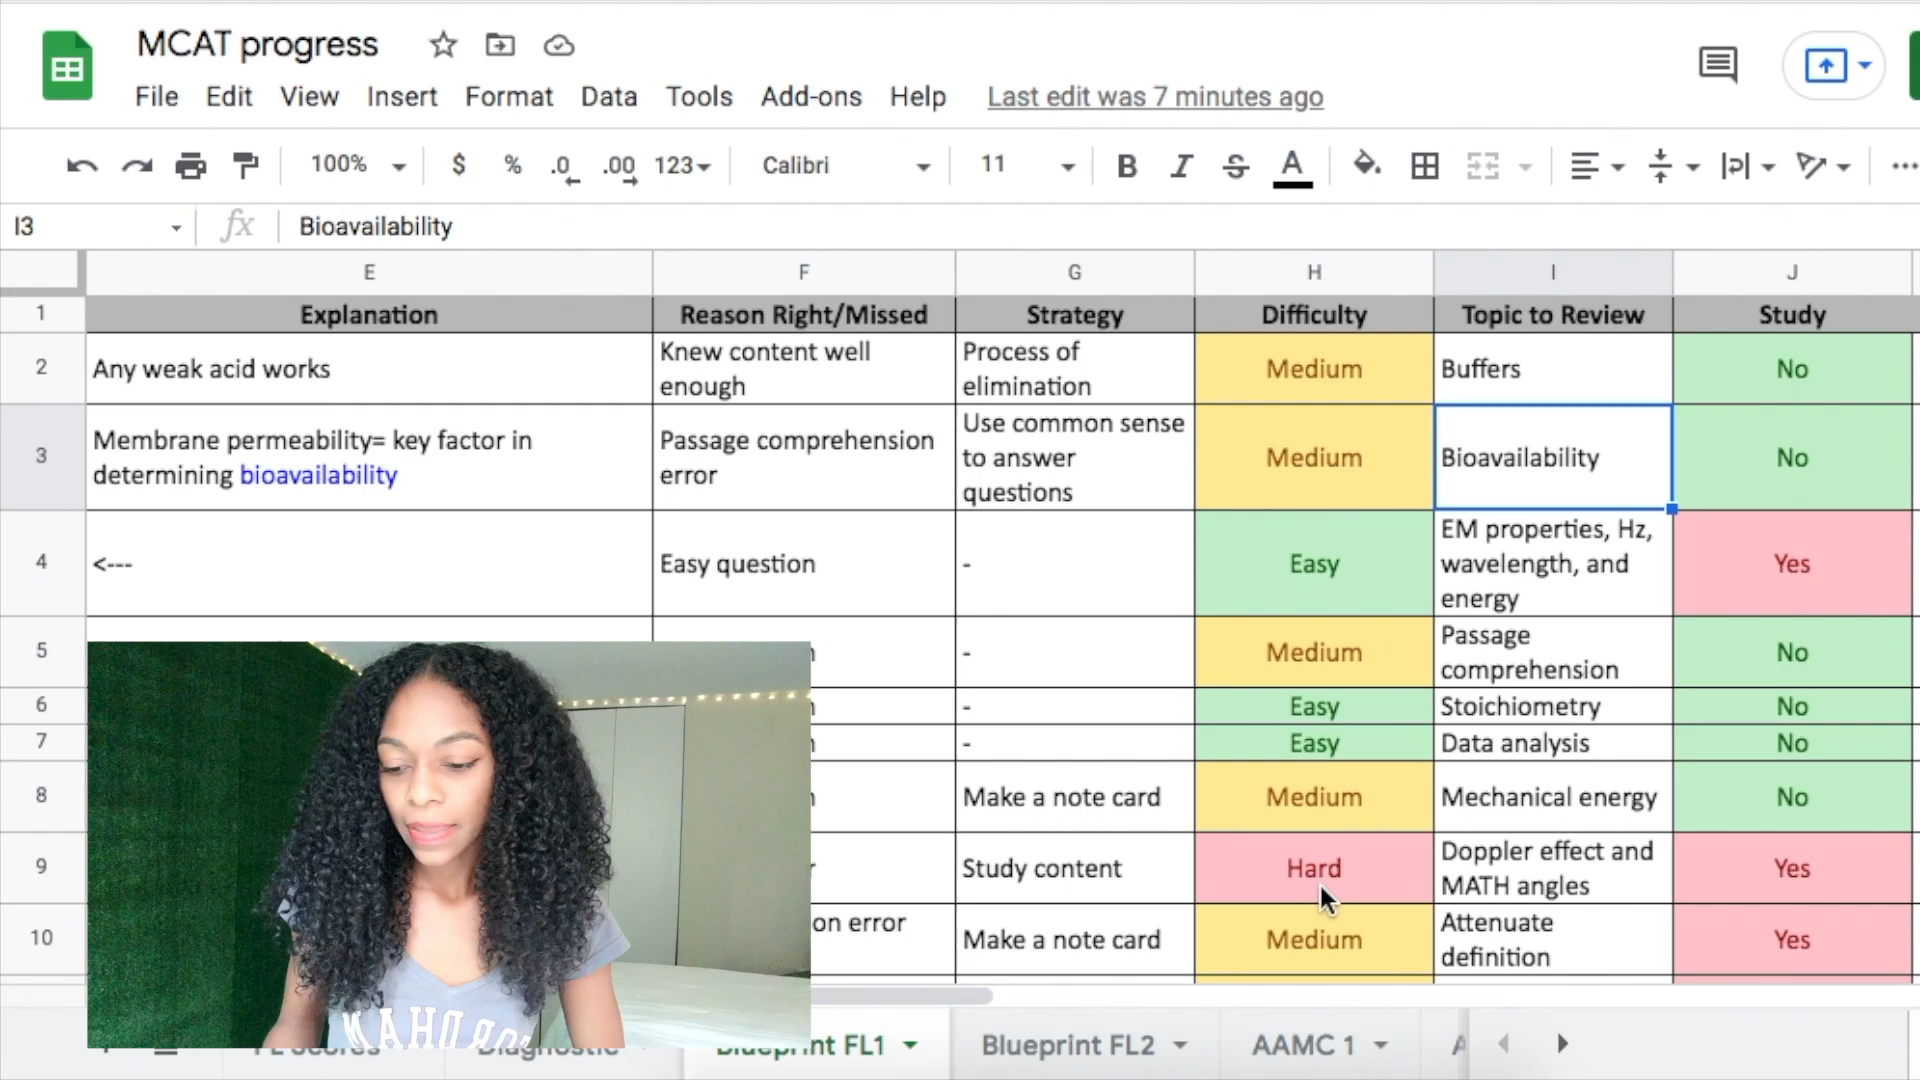 MCAT progress
File Edit View Insert Format Data Tools Add-ons Help Last edit was 7 minutes ago
100% $ % .0 .00 123 Calibri 11 B I S A
I3 fx Bioavailability
E F G H I J
1 Explanation Reason Right/Missed Strategy Difficulty Topic to Review Study
2 Any weak acid works Knew content well
enough Process of
elimination Medium Buffers No
3 Membrane permeability= key factor in
determining bioavailability Passage comprehension
error Use common sense
to answer
questions Medium Bioavailability No
4 <--- Easy question - Easy EM properties, Hz,
wavelength, and
energy Yes
5 - Medium Passage
comprehension No
6 - Easy Stoichiometry No
7 - Easy Data analysis No
8 Make a note card Medium Mechanical energy No
9 Study content Hard Doppler effect and
MATH angles Yes
10 on error Make a note card Medium Attenuate
definition Yes
FL Scores Diagnostic Blueprint FL1 Blueprint FL2 AAMC 1